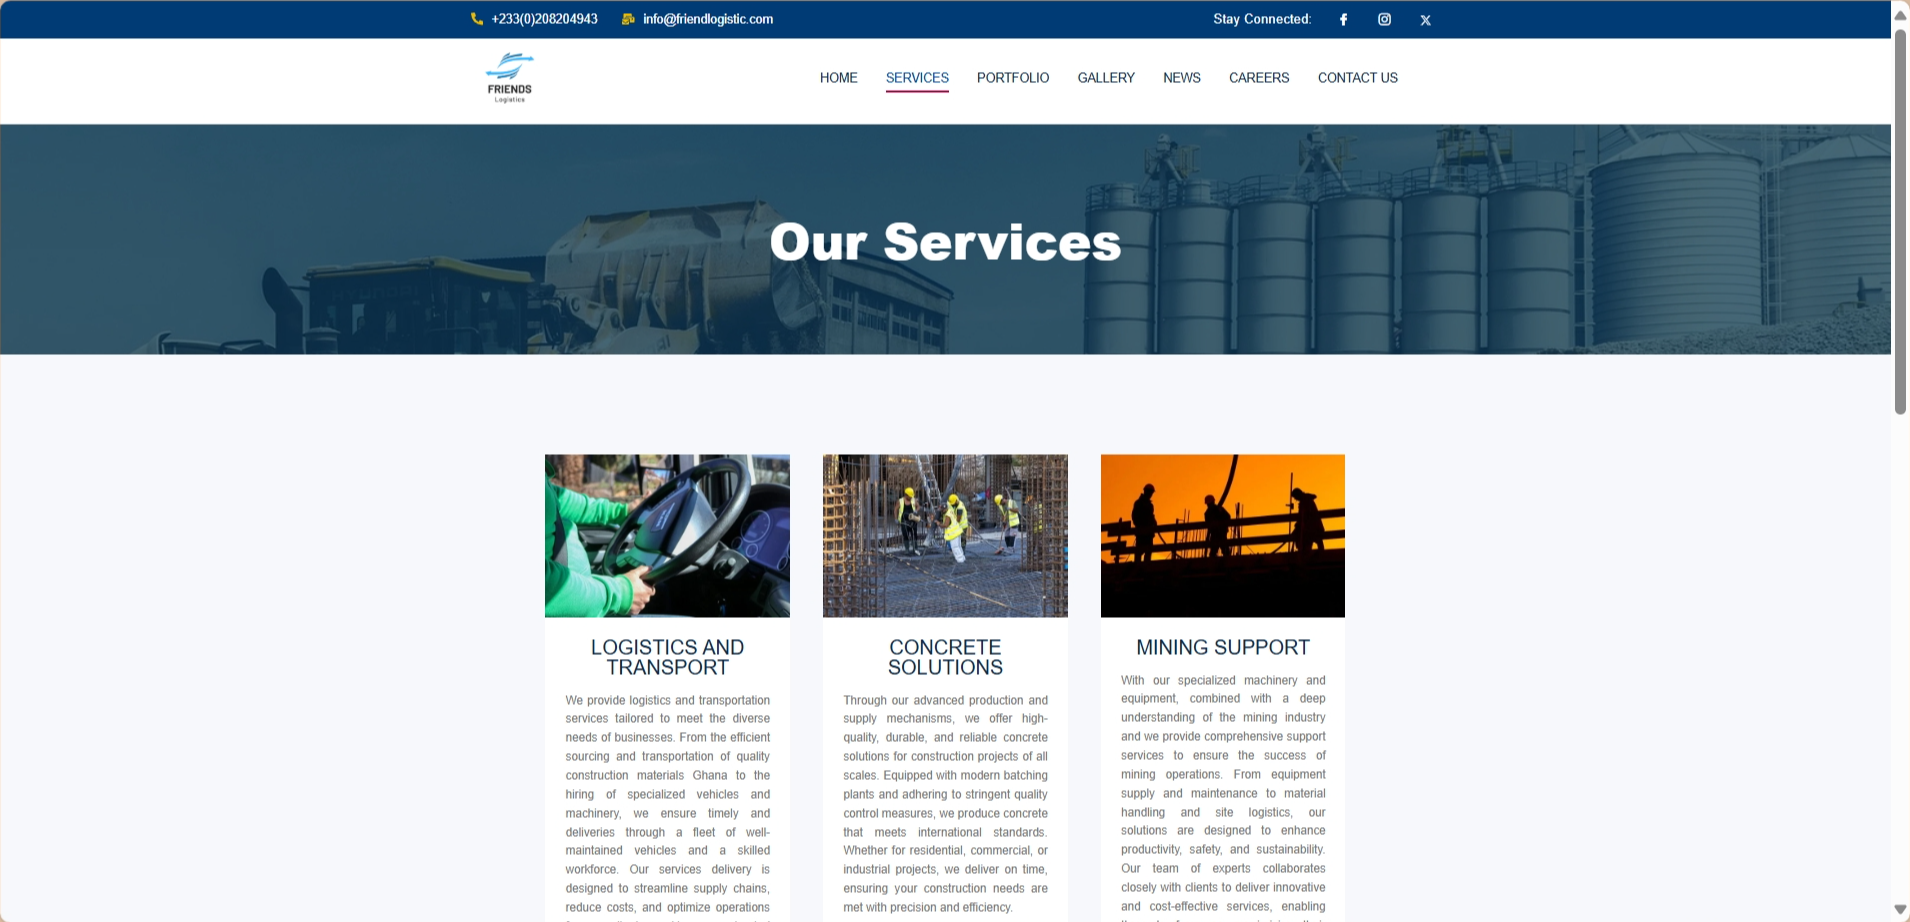 +233(0)208204943 info@friendlogistic.com Stay Connected:
FRIENDS
Logistics
HOME SERVICES PORTFOLIO GALLERY NEWS CAREERS CONTACT US
Our Services
LOGISTICS AND
TRANSPORT
We provide logistics and transportation
services tailored to meet the diverse
needs of businesses. From the efficient
sourcing and transportation of quality
construction materials Ghana to the
hiring of specialized vehicles and
machinery, we ensure timely and
deliveries through a fleet of well-
maintained vehicles and a skilled
workforce. Our services delivery is
designed to streamline supply chains,
reduce costs, and optimize operations
CONCRETE
SOLUTIONS
Through our advanced production and
supply mechanisms, we offer high-
quality, durable, and reliable concrete
solutions for construction projects of all
scales. Equipped with modern batching
plants and adhering to stringent quality
control measures, we produce concrete
that meets international standards.
Whether for residential, commercial, or
industrial projects, we deliver on time,
ensuring your construction needs are
met with precision and efficiency.
MINING SUPPORT
With our specialized machinery and
equipment, combined with a deep
understanding of the mining industry
and we provide comprehensive support
services to ensure the success of
mining operations. From equipment
supply and maintenance to material
handling and site logistics, our
solutions are designed to enhance
productivity, safety, and sustainability.
Our team of experts collaborates
closely with clients to deliver innovative
and cost-effective services, enabling